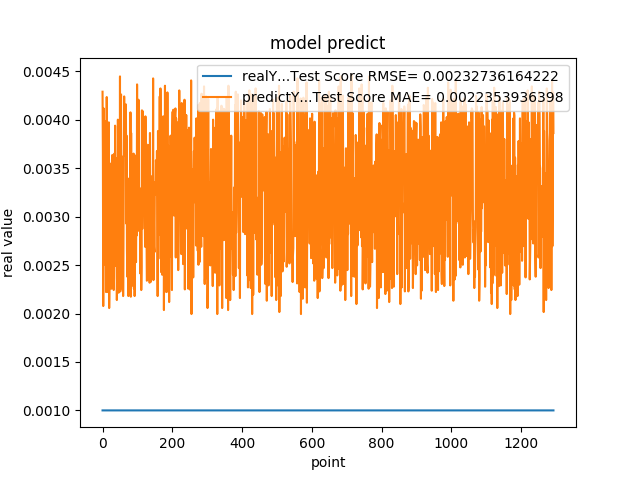 model predict
realY...Test Score RMSE= 0.00232736164222
predictY...Test Score MAE= 0.0022353936398
0.0045
0.0040
0.0035
0.0030
0.0025
0.0020
0.0015
0.0010
real value
0 200 400 600 800 1000 1200
point